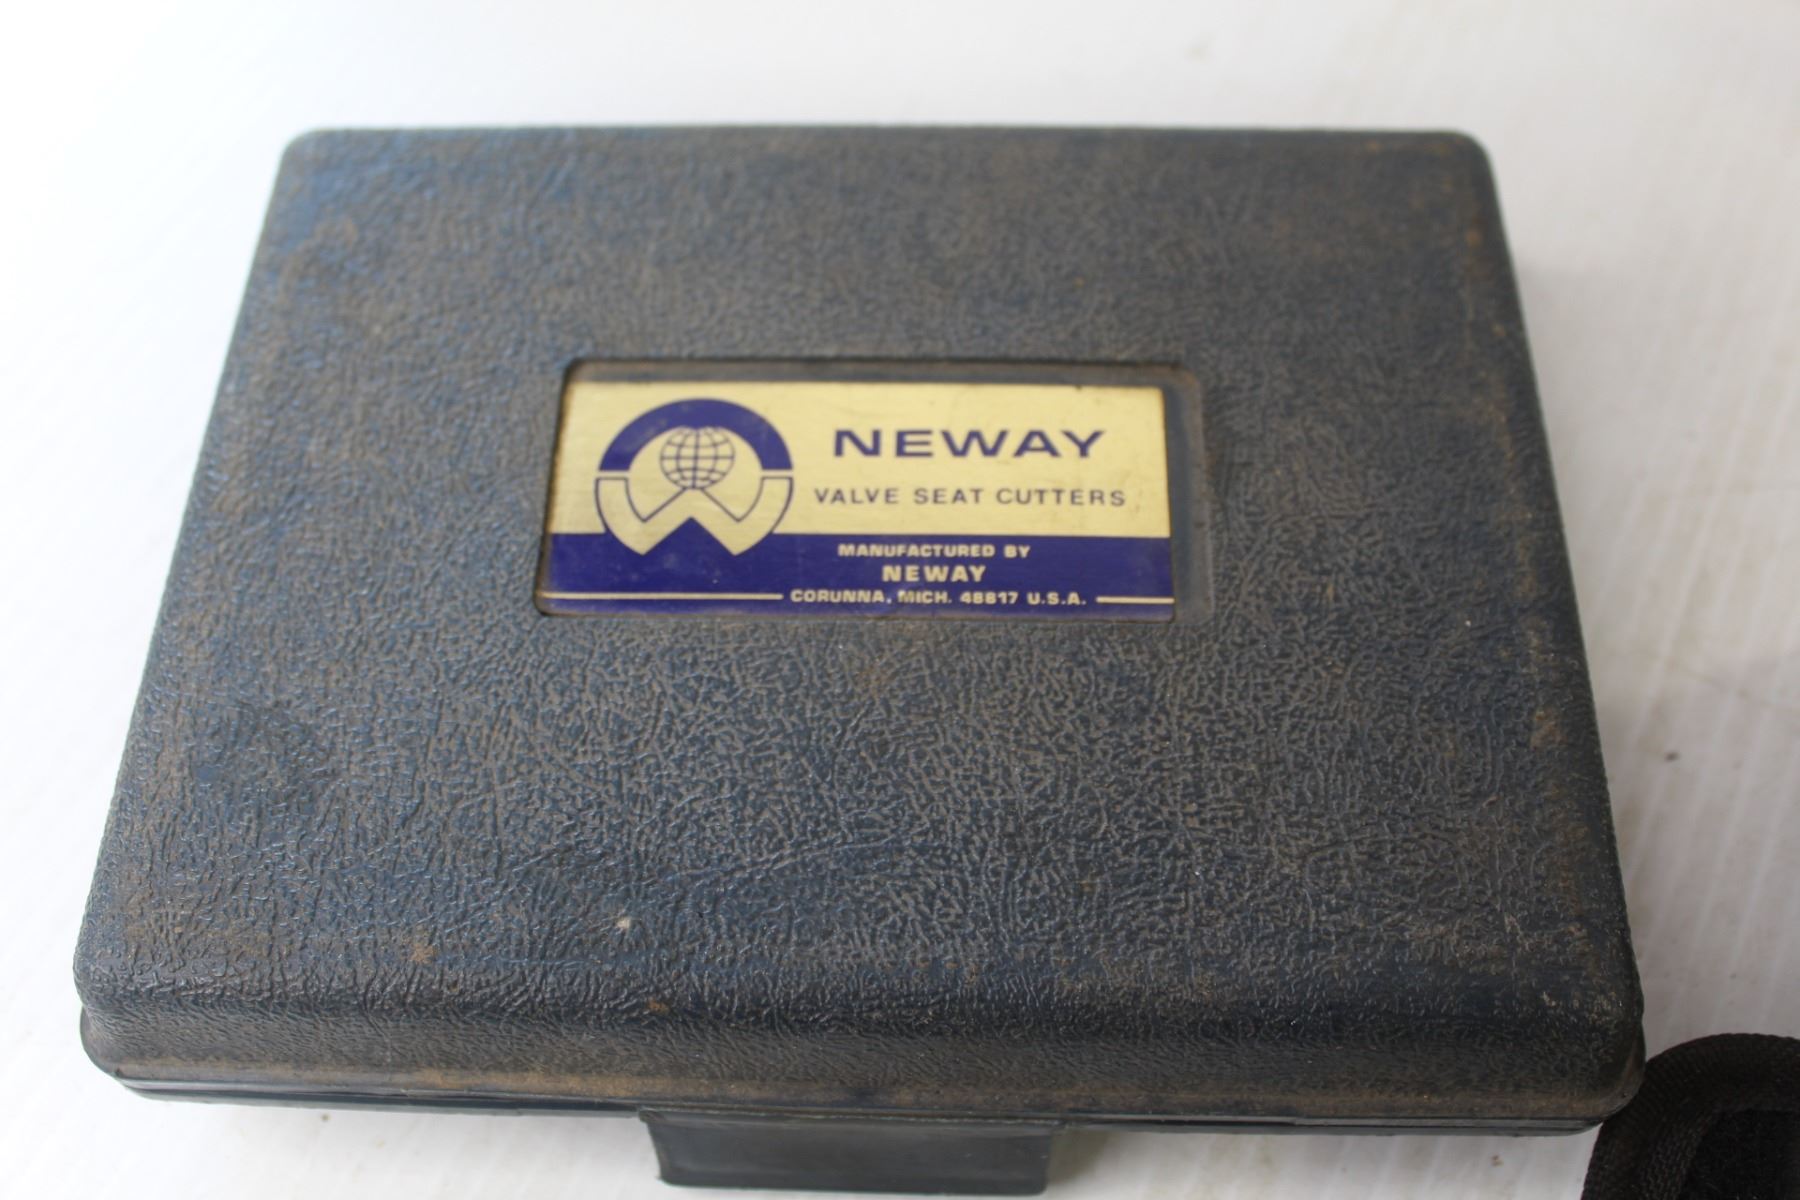 NEWAY
VALVE SEAT CUTTERS
MANUFACTURED BY
NEWAY
CORUNNA, MICH. 48817 U.S.A.